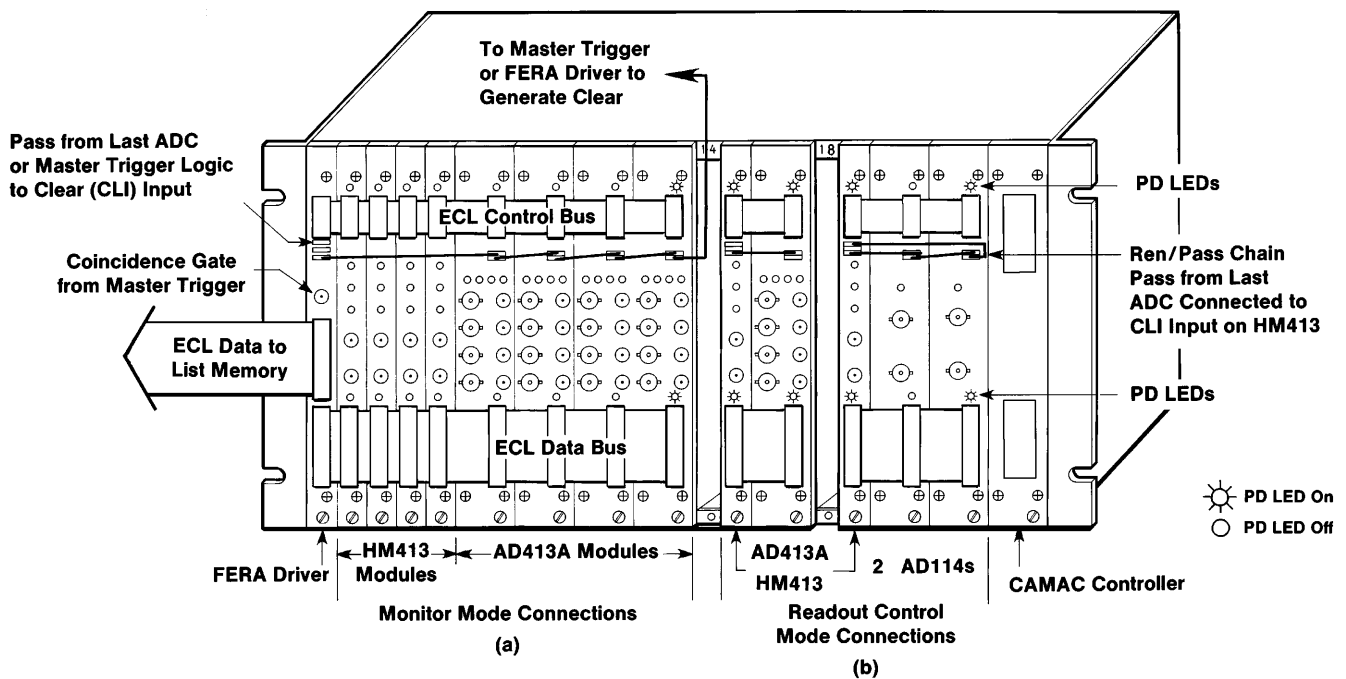 To Master Trigger
or FERA Driver to
Generate Clear
Pass from Last ADC
or Master Trigger Logic
to Clear (CLI) Input
14
18
PD LEDs
ECL Control Bus
Coincidence Gate
from Master Trigger
Ren/Pass Chain
Pass from Last
ADC Connected to
CLI Input on HM413
ECL Data to
List Memory
PD LEDs
ECL Data Bus
PD LED On
PD LED Off
FERA Driver
HM413
Modules
AD413A Modules
AD413A
HM413
2 AD114s
CAMAC Controller
Monitor Mode Connections
(a)
Readout Control
Mode Connections
(b)